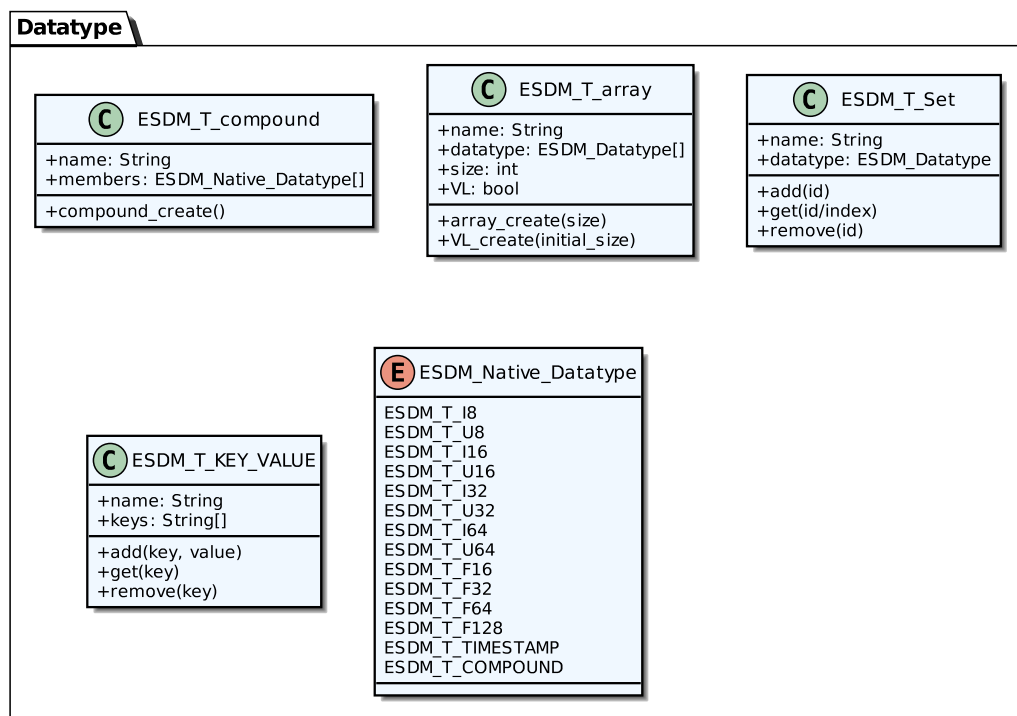 Datatype
C ESDM_T_compound
+name: String
+members: ESDM_Native_Datatype[]
+compound_create()
C ESDM_T_array
+name: String
+datatype: ESDM_Datatype[]
+size: int
+VL: bool
+array_create(size)
+VL_create(initial_size)
C ESDM_T_Set
+name: String
+datatype: ESDM_Datatype
+add(id)
+get(id/index)
+remove(id)
C ESDM_T_KEY_VALUE
+name: String
+keys: String[]
+add(key, value)
+get(key)
+remove(key)
E ESDM_Native_Datatype
ESDM_T_I8
ESDM_T_U8
ESDM_T_I16
ESDM_T_U16
ESDM_T_I32
ESDM_T_U32
ESDM_T_I64
ESDM_T_U64
ESDM_T_F16
ESDM_T_F32
ESDM_T_F64
ESDM_T_F128
ESDM_T_TIMESTAMP
ESDM_T_COMPOUND